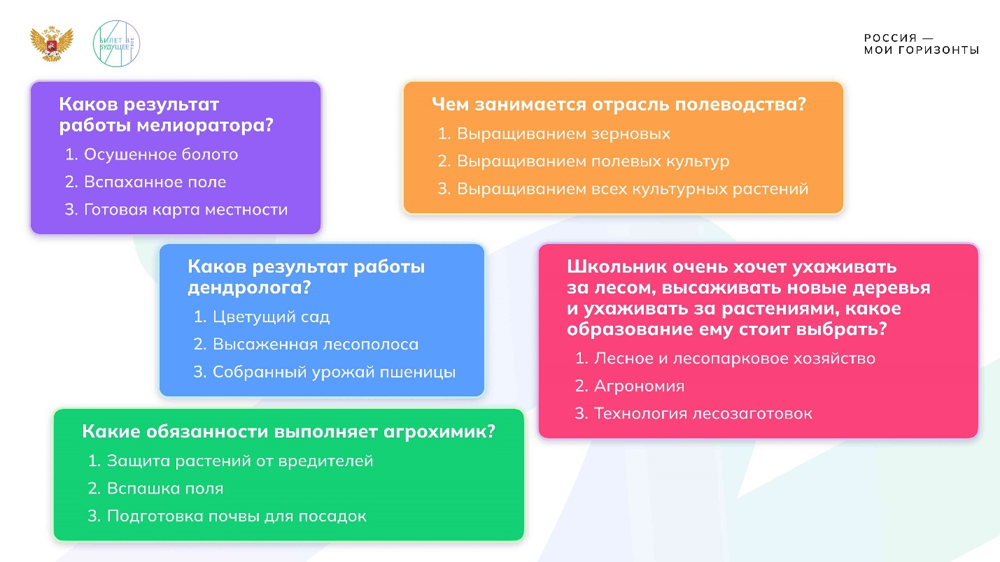 БИЛЕТ В
БУДУЩЕЕ
ТВОЁ
РОССИЯ —
МОИ ГОРИЗОНТЫ
Каков результат
работы мелиоратора?
1. Осушенное болото
2. Вспаханное поле
3. Готовая карта местности
Чем занимается отрасль полеводства?
1. Выращиванием зерновых
2. Выращиванием полевых культур
3. Выращиванием всех культурных растений
Каков результат работы
дендролога?
1. Цветущий сад
2. Высаженная лесополоса
3. Собранный урожай пшеницы
Школьник очень хочет ухаживать
за лесом, высаживать новые деревья
и ухаживать за растениями, какое
образование ему стоит выбрать?
1. Лесное и лесопарковое хозяйство
2. Агрономия
3. Технология лесозаготовок
Какие обязанности выполняет агрохимик?
1. Защита растений от вредителей
2. Вспашка поля
3. Подготовка почвы для посадок